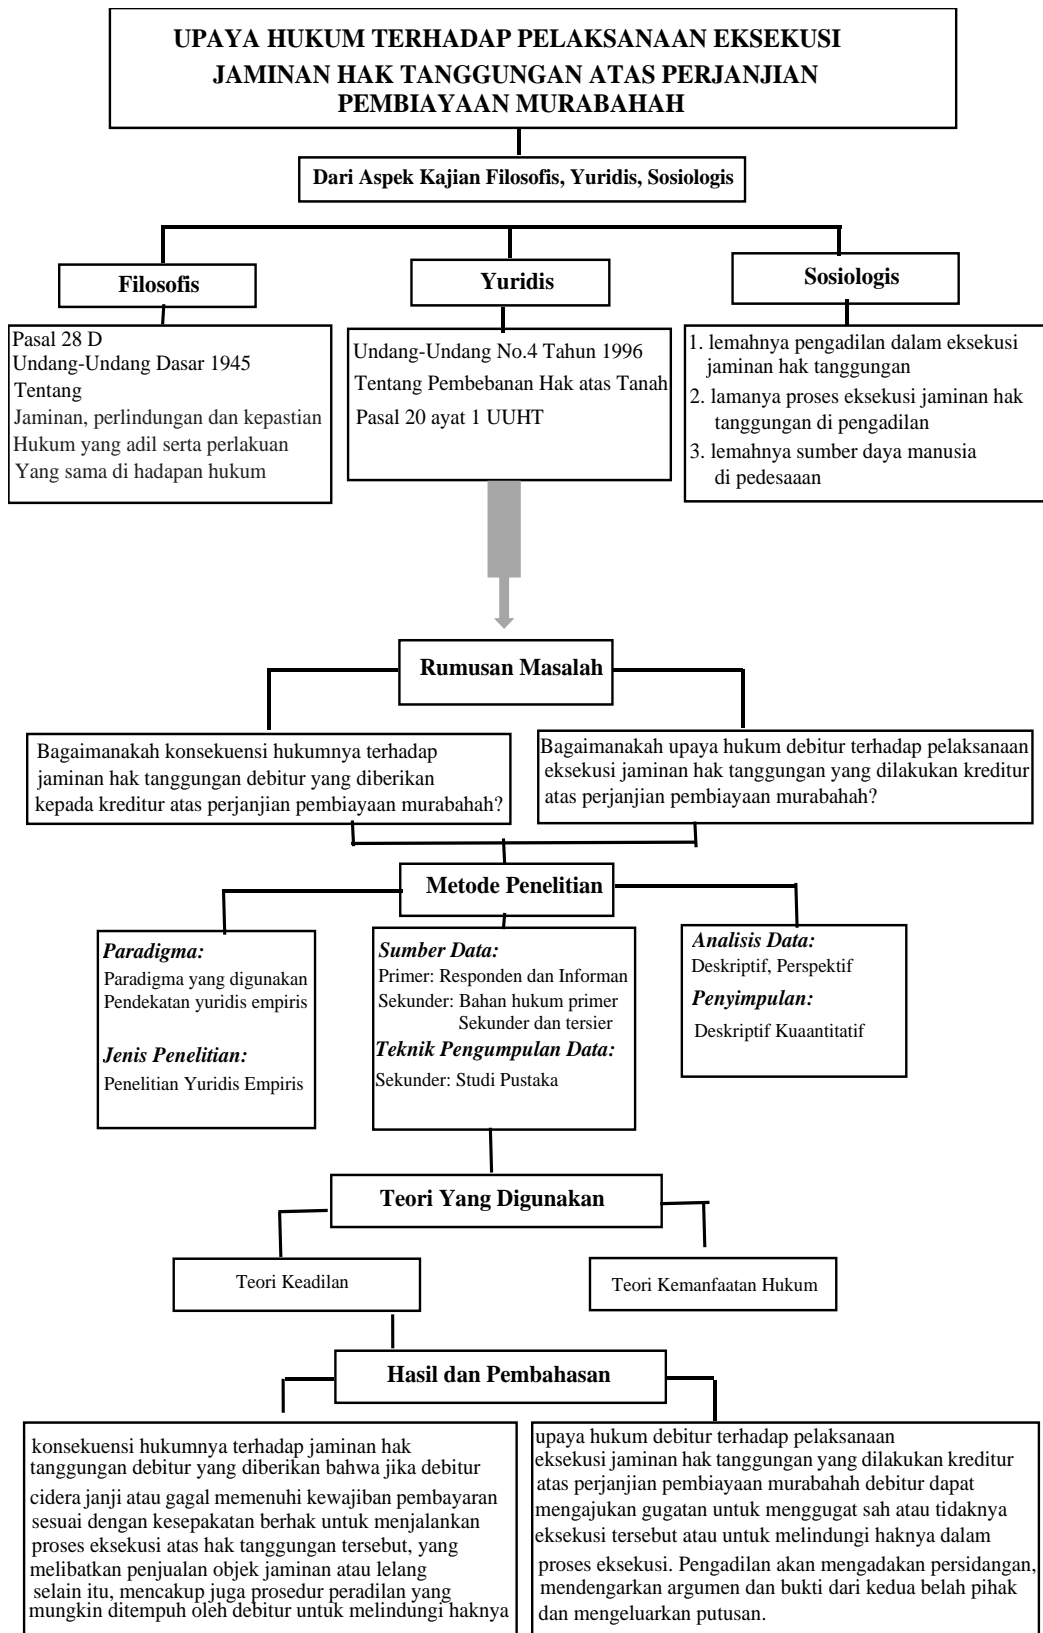 UPAYA HUKUM TERHADAP PELAKSANAAN EKSEKUSI
JAMINAN HAK TANGGUNGAN ATAS PERJANJIAN
PEMBIAYAAN MURABAHAH
Dari Aspek Kajian Filosofis, Yuridis, Sosiologis
Filosofis
Pasal 28 D
Undang-Undang Dasar 1945
Tentang
Jaminan, perlindungan dan kepastian
Hukum yang adil serta perlakuan
Yang sama di hadapan hukum
Yuridis
Undang-Undang No.4 Tahun 1996
Tentang Pembebanan Hak atas Tanah
Pasal 20 ayat 1 UUHT
Sosiologis
1. lemahnya pengadilan dalam eksekusi
jaminan hak tanggungan
2. lamanya proses eksekusi jaminan hak
tanggungan di pengadilan
3. lemahnya sumber daya manusia
di pedesaaan
Rumusan Masalah
Bagaimanakah konsekuensi hukumnya terhadap
jaminan hak tanggungan debitur yang diberikan
kepada kreditur atas perjanjian pembiayaan murabahah?
Bagaimanakah upaya hukum debitur terhadap pelaksanaan
eksekusi jaminan hak tanggungan yang dilakukan kreditur
atas perjanjian pembiayaan murabahah?
Metode Penelitian
Paradigma:
Paradigma yang digunakan
Pendekatan yuridis empiris
Jenis Penelitian:
Penelitian Yuridis Empiris
Sumber Data:
Primer: Responden dan Informan
Sekunder: Bahan hukum primer
Sekunder dan tersier
Teknik Pengumpulan Data:
Sekunder: Studi Pustaka
Analisis Data:
Deskriptif, Perspektif
Penyimpulan:
Deskriptif Kuaantitatif
Teori Yang Digunakan
Teori Keadilan
Teori Kemanfaatan Hukum
Hasil dan Pembahasan
konsekuensi hukumnya terhadap jaminan hak
tanggungan debitur yang diberikan bahwa jika debitur
cidera janji atau gagal memenuhi kewajiban pembayaran
sesuai dengan kesepakatan berhak untuk menjalankan
proses eksekusi atas hak tanggungan tersebut, yang
melibatkan penjualan objek jaminan atau lelang
selain itu, mencakup juga prosedur peradilan yang
mungkin ditempuh oleh debitur untuk melindungi haknya
upaya hukum debitur terhadap pelaksanaan
eksekusi jaminan hak tanggungan yang dilakukan kreditur
atas perjanjian pembiayaan murabahah debitur dapat
mengajukan gugatan untuk menggugat sah atau tidaknya
eksekusi tersebut atau untuk melindungi haknya dalam
proses eksekusi. Pengadilan akan mengadakan persidangan,
mendengarkan argumen dan bukti dari kedua belah pihak
dan mengeluarkan putusan.